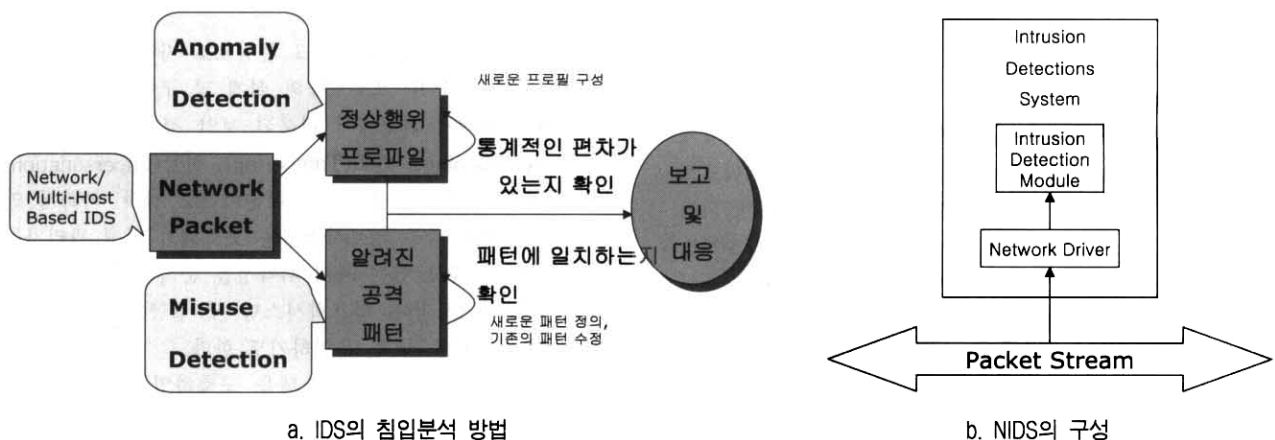 Anomaly
Detection
새로운 프로필 구성
정상행위
프로파일
통계적인 편차가
있는지 확인
Network/
Multi-Host
Based IDS
Network
Packet
보고
및
대응
알려진
공격
패턴
패턴에 일치하는지
확인
Misuse
Detection
새로운 패턴 정의,
기존의 패턴 수정
a. IDS의 침입분석 방법
Intrusion
Detections
System
Intrusion
Detection
Module
Network Driver
Packet Stream
b. NIDS의 구성